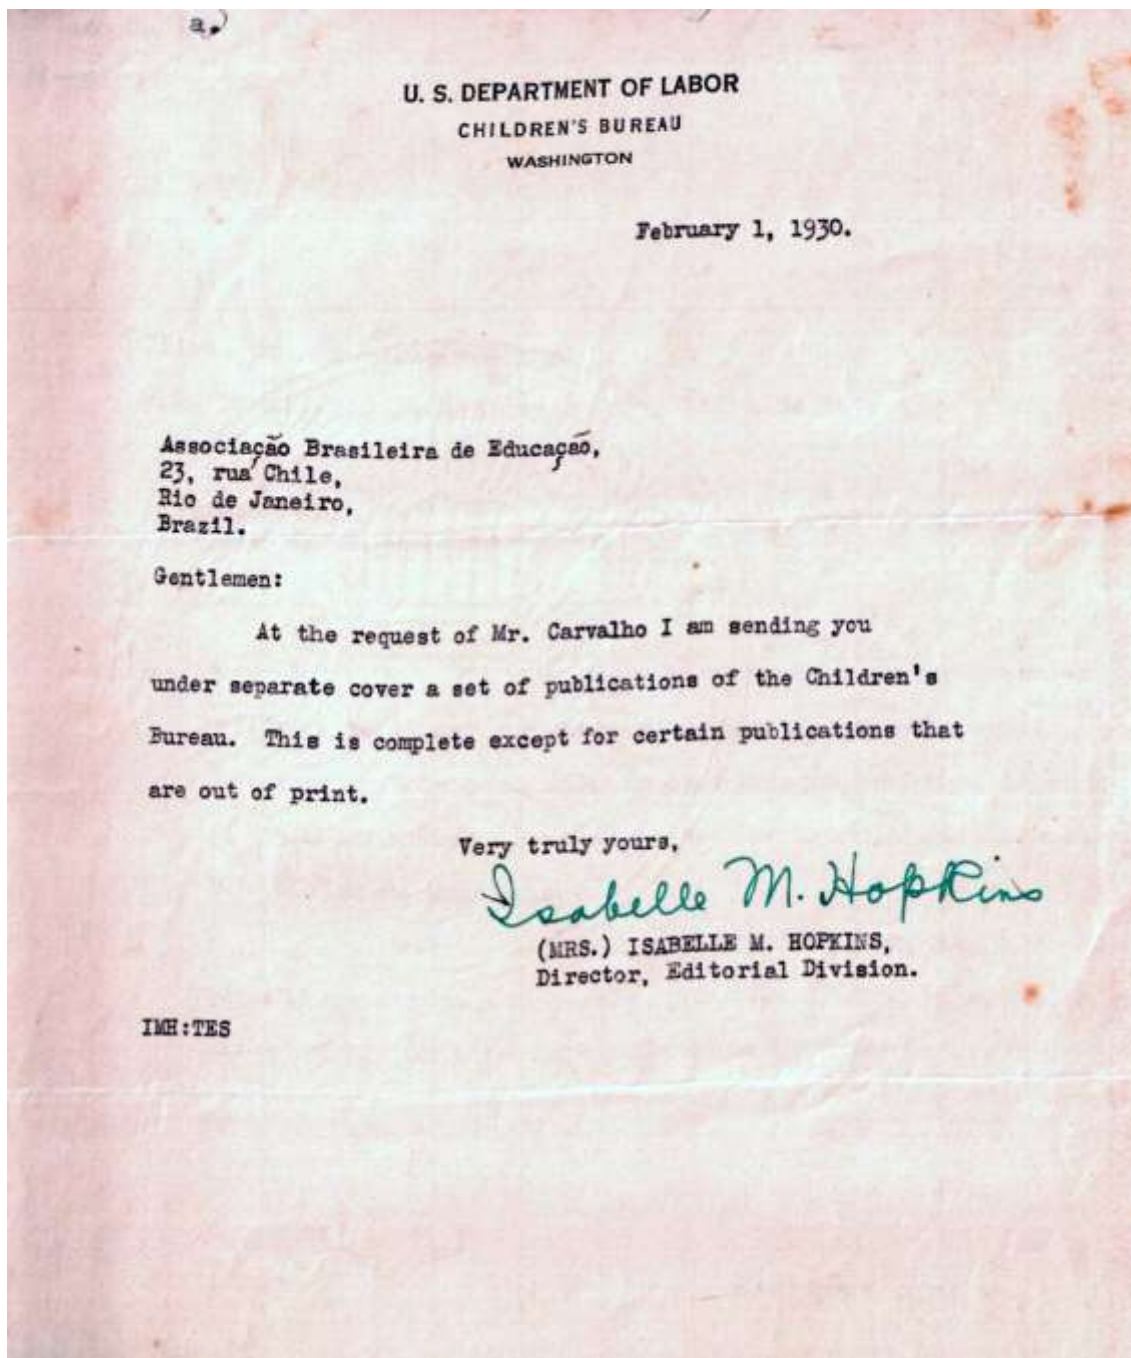 a.)
U. S. DEPARTMENT OF LABOR
CHILDREN'S BUREAU
WASHINGTON
February 1, 1930.
Associação Brasileira de Educação,
23, rua Chile,
Rio de Janeiro,
Brazil.
Gentlemen:
At the request of Mr. Carvalho I am sending you
under separate cover a set of publications of the Children's
Bureau. This is complete except for certain publications that
are out of print.
Very truly yours,
Isabelle M. Hopkins
(MRS.) ISABELLE M. HOPKINS,
Director, Editorial Division.
IMH:TES